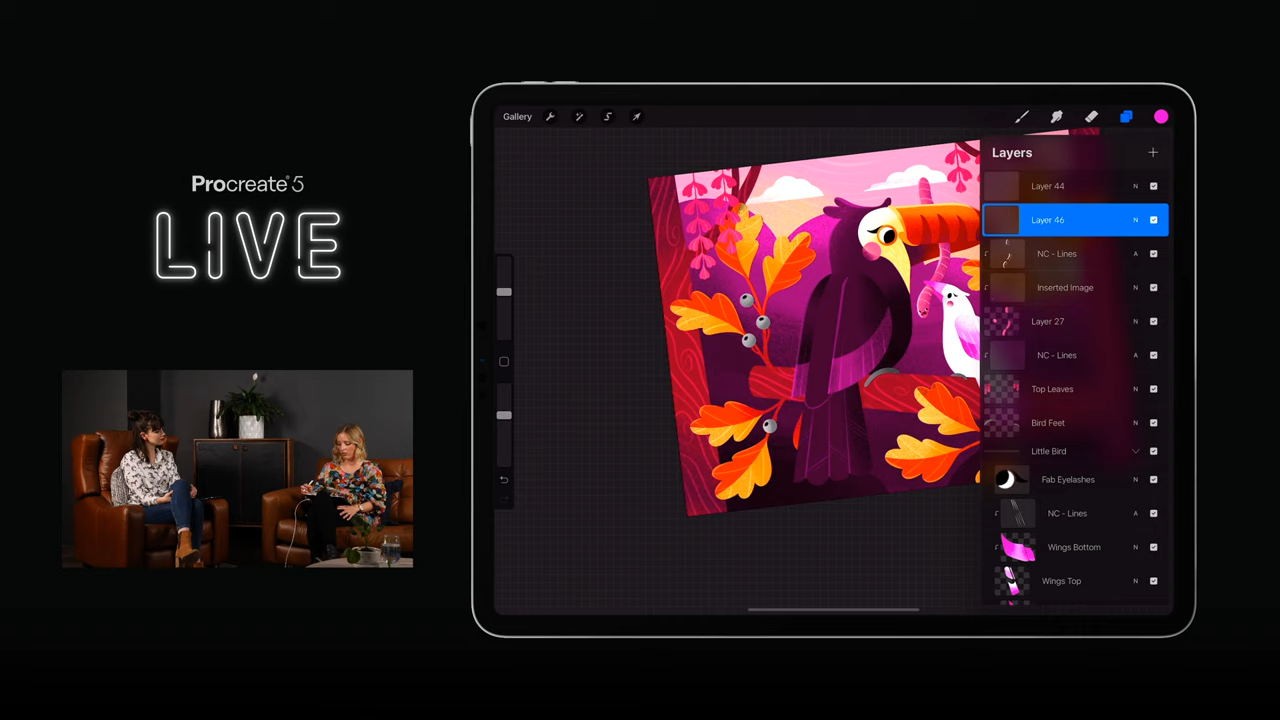 Procreate® 5
LIVE
Gallery
Layers
Layer 44 N
Layer 46 N
NC - Lines A
Inserted Image N
Layer 27 N
NC - Lines A
Top Leaves N
Bird Feet N
Little Bird
Fab Eyelashes N
NC - Lines A
Wings Bottom N
Wings Top N